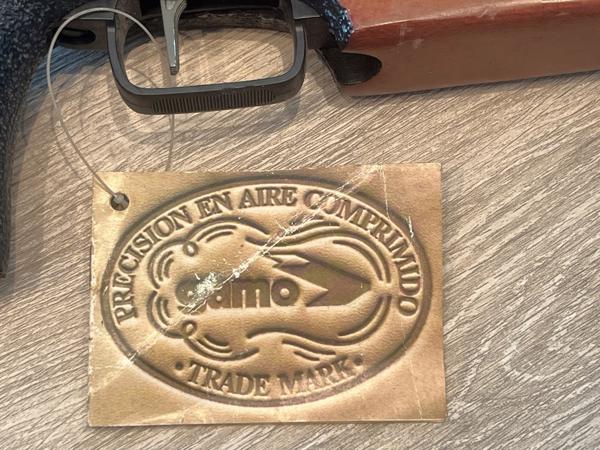 PRECISION EN AIRE COMPRIMIDO
gamo
• TRADE MARK •